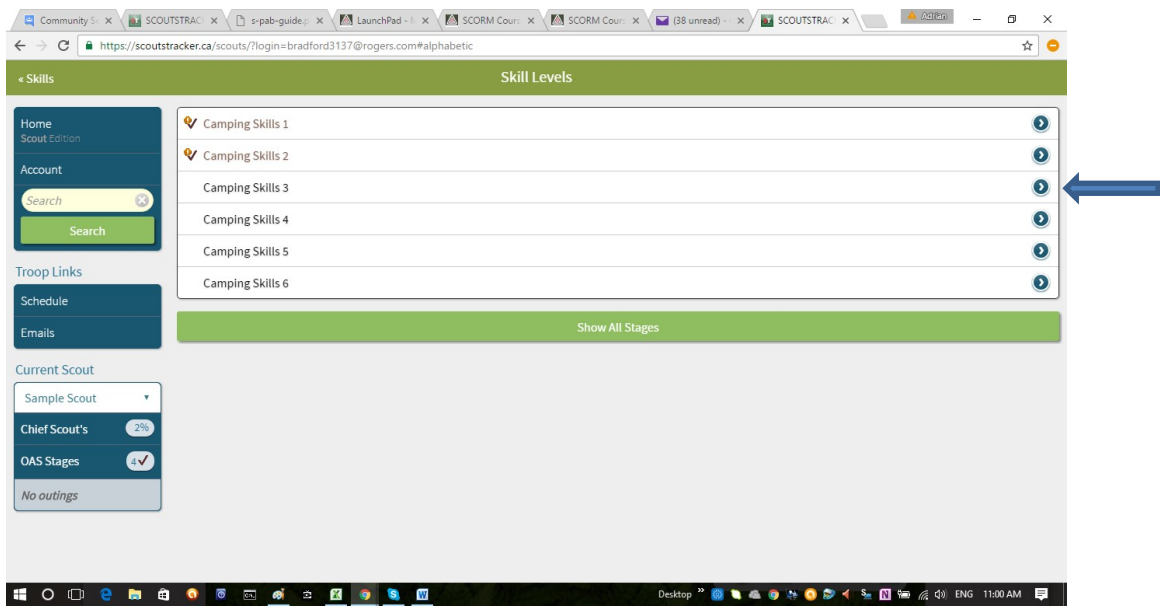 Community S
SCOUTSTRAC
s-pab-guide.p
LaunchPad - N
SCORM Cours
SCORM Cours
(38 unread) -
SCOUTSTRAC
Adrian
https://scoutstracker.ca/scouts/?login=bradford3137@rogers.com#alphabetic
« Skills
Skill Levels
Home
Scout Edition
Account
Search
Search
Troop Links
Schedule
Emails
Current Scout
Sample Scout
Chief Scout's 2%
OAS Stages 4
No outings
Camping Skills 1
Camping Skills 2
Camping Skills 3
Camping Skills 4
Camping Skills 5
Camping Skills 6
Show All Stages
Desktop
ENG
11:00 AM